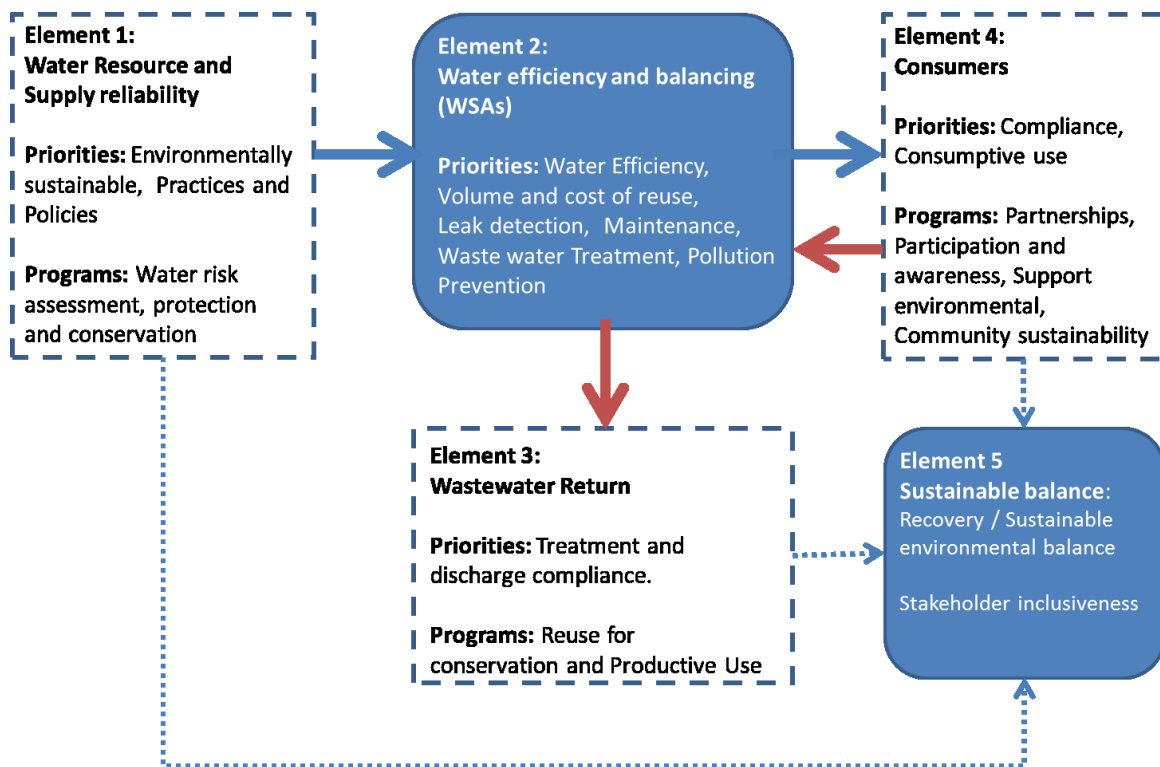 Element 1:
Water Resource and
Supply reliability
Priorities: Environmentally
sustainable, Practices and
Policies
Programs: Water risk
assessment, protection
and conservation
Element 2:
Water efficiency and balancing
(WSAs)
Priorities: Water Efficiency,
Volume and cost of reuse,
Leak detection, Maintenance,
Waste water Treatment, Pollution
Prevention
Element 4:
Consumers
Priorities: Compliance,
Consumptive use
Programs: Partnerships,
Participation and
awareness, Support
environmental,
Community sustainability
Element 3:
Wastewater Return
Priorities: Treatment and
discharge compliance.
Programs: Reuse for
conservation and Productive Use
Element 5
Sustainable balance:
Recovery / Sustainable
environmental balance
Stakeholder inclusiveness